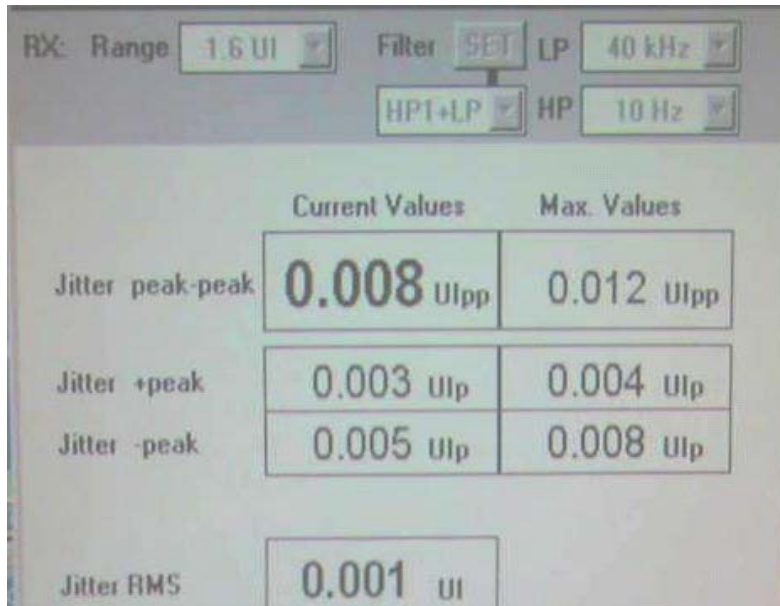 RX: Range 1.6 UI Filter SET LP 40 kHz
HP1+LP HP 10 Hz
Current Values Max. Values
Jitter peak-peak 0.008 UIpp 0.012 UIpp
Jitter +peak 0.003 UIp 0.004 UIp
Jitter -peak 0.005 UIp 0.008 UIp
Jitter RMS 0.001 UI